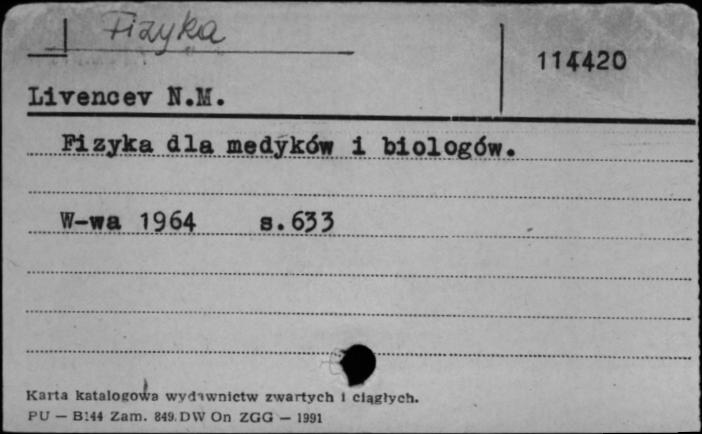 Fizyka
114420
Livencev N.M.
Fizyka dla medyków i biologów.
W-wa 1964 s.633
Karta katalogowa wydawnictw zwartych i ciągłych.
PU — B144 Zam. 849. DW On ZGG — 1991